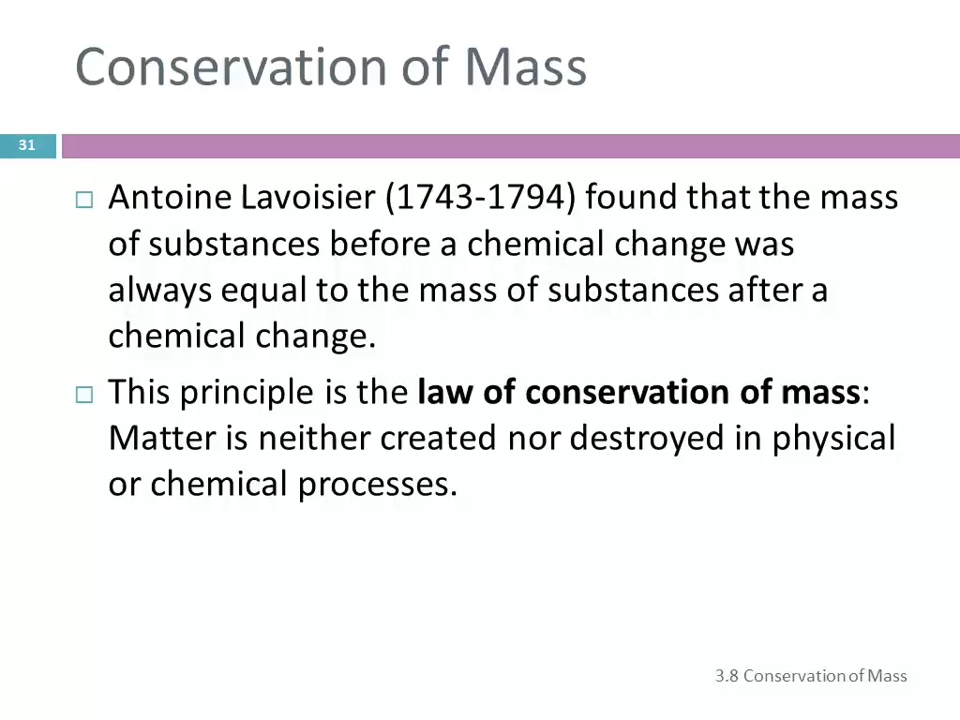 Conservation of Mass
31
Antoine Lavoisier (1743-1794) found that the mass
of substances before a chemical change was
always equal to the mass of substances after a
chemical change.
This principle is the law of conservation of mass:
Matter is neither created nor destroyed in physical
or chemical processes.
3.8 Conservation of Mass